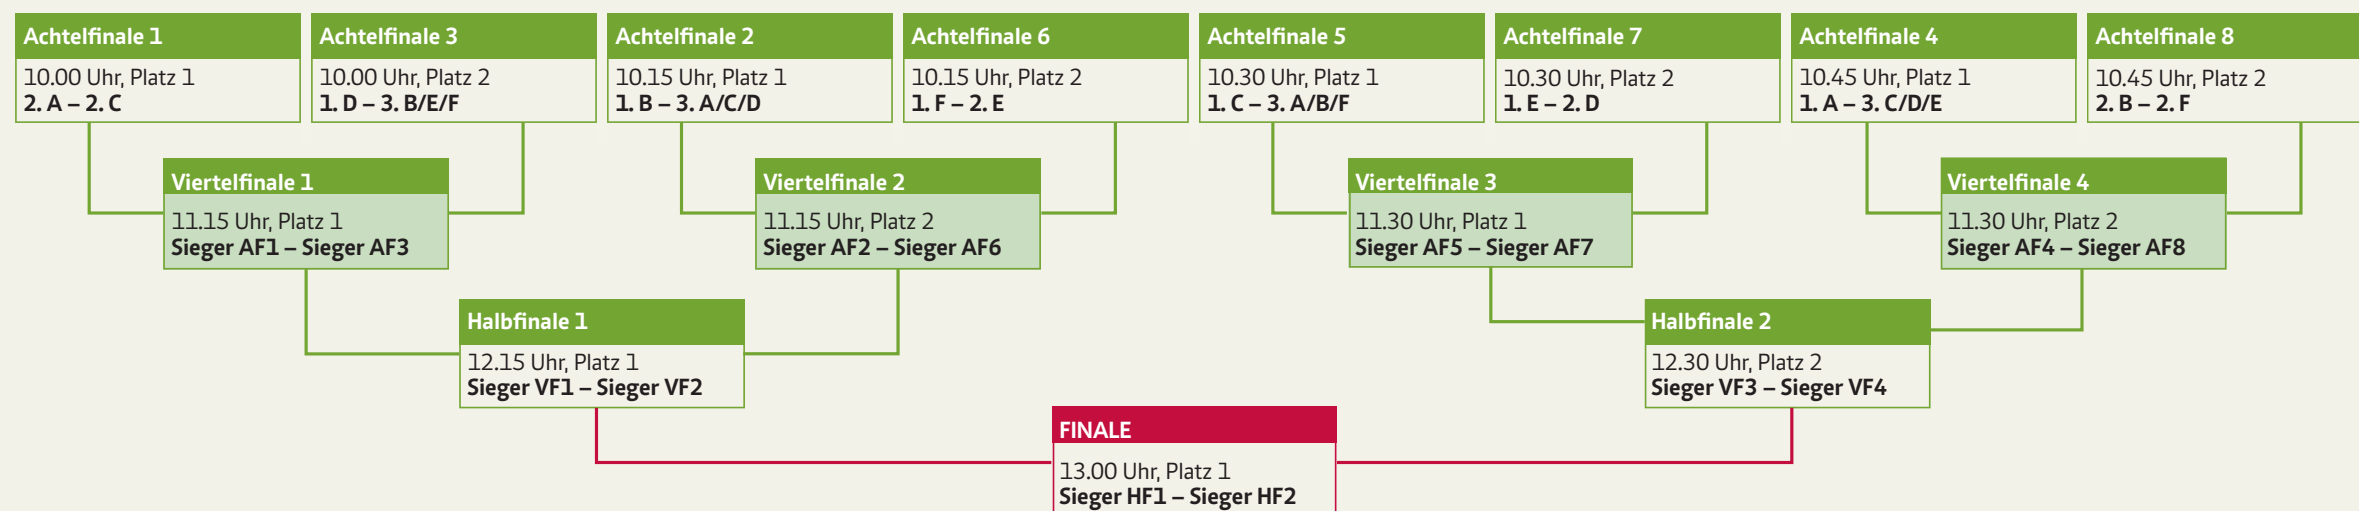 Achtelfinale 1
10.00 Uhr, Platz 1
2. A – 2. C
Achtelfinale 3
10.00 Uhr, Platz 2
1. D – 3. B/E/F
Achtelfinale 2
10.15 Uhr, Platz 1
1. B – 3. A/C/D
Achtelfinale 6
10.15 Uhr, Platz 2
1. F – 2. E
Achtelfinale 5
10.30 Uhr, Platz 1
1. C – 3. A/B/F
Achtelfinale 7
10.30 Uhr, Platz 2
1. E – 2. D
Achtelfinale 4
10.45 Uhr, Platz 1
1. A – 3. C/D/E
Achtelfinale 8
10.45 Uhr, Platz 2
2. B – 2. F
Viertelfinale 1
11.15 Uhr, Platz 1
Sieger AF1 – Sieger AF3
Viertelfinale 2
11.15 Uhr, Platz 2
Sieger AF2 – Sieger AF6
Viertelfinale 3
11.30 Uhr, Platz 1
Sieger AF5 – Sieger AF7
Viertelfinale 4
11.30 Uhr, Platz 2
Sieger AF4 – Sieger AF8
Halbfinale 1
12.15 Uhr, Platz 1
Sieger VF1 – Sieger VF2
Halbfinale 2
12.30 Uhr, Platz 2
Sieger VF3 – Sieger VF4
FINALE
13.00 Uhr, Platz 1
Sieger HF1 – Sieger HF2